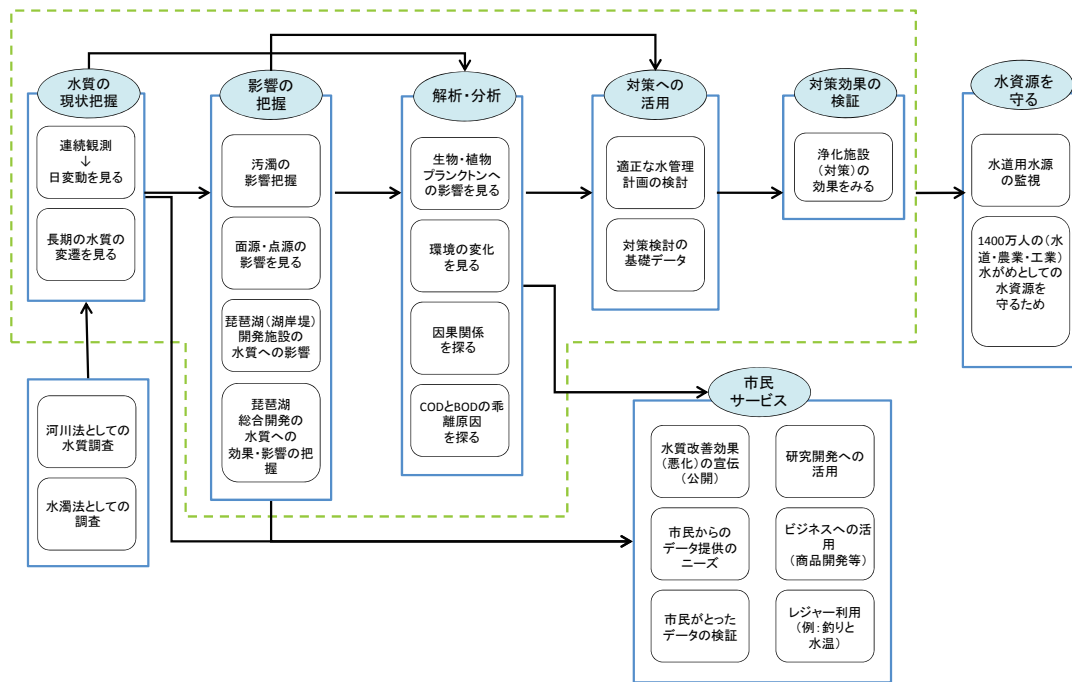 水質の
現状把握
連続観測
↓
日変動を見る
長期の水質の
変遷を見る
河川法としての
水質調査
水濁法としての
調査
影響の
把握
汚濁の
影響把握
面源・点源の
影響を見る
琵琶湖(湖岸堤)
開発施設の
水質への影響
琵琶湖
総合開発の
水質への
効果・影響の把
握
解析・分析
生物・植物
プランクトンへ
の影響を見る
環境の変化
を見る
因果関係
を探る
CODとBODの乖
離原因
を探る
対策への
活用
適正な水管理
計画の検討
対策検討の
基礎データ
対策効果の
検証
浄化施設
(対策)の
効果をみる
水資源を
守る
水道用水源
の監視
1400万人の(水
道・農業・工業)
水がめとしての
水資源を
守るため
市民
サービス
水質改善効果
(悪化)の宣伝
(公開)
研究開発への
活用
市民からの
データ提供の
ニーズ
ビジネスへの活
用
(商品開発等)
市民がとった
データの検証
レジャー利用
(例:釣りと
水温)